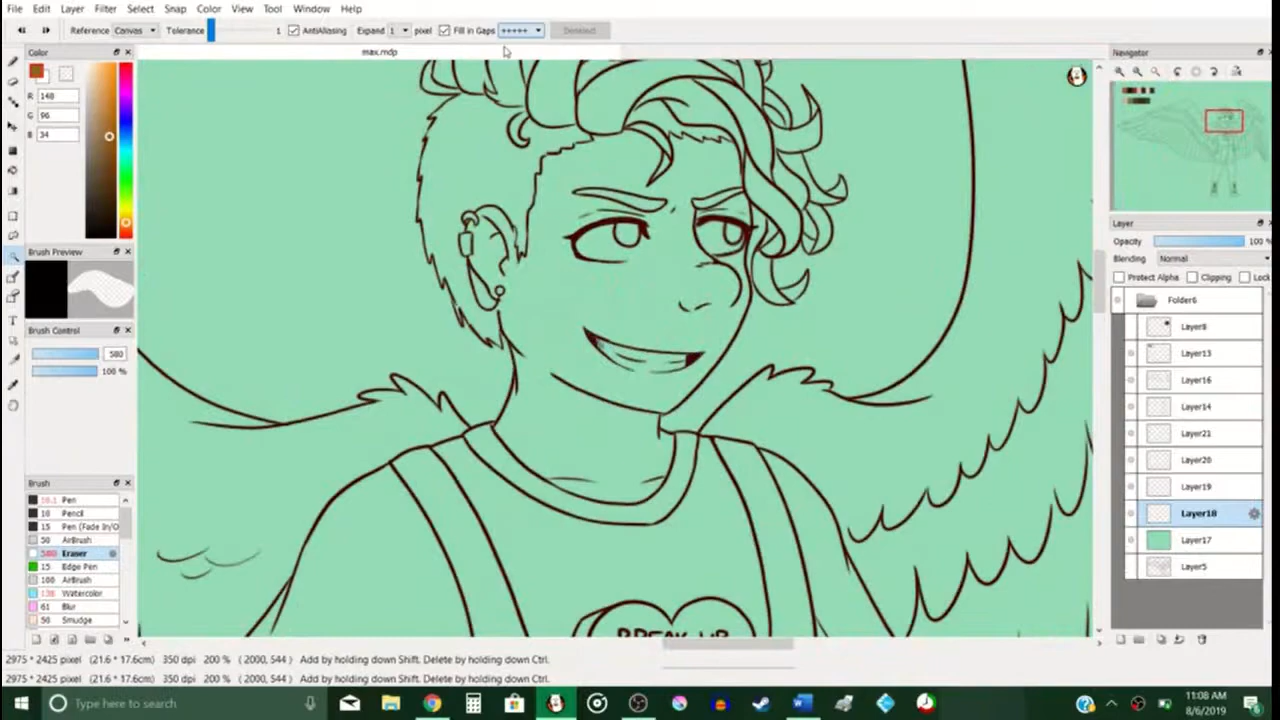 File Edit Layer Filter Select Snap Color View Tool Window Help
Reference Canvas Tolerance 1 AntiAliasing Expand 1 pixel Fill in Gaps +++++ Deselect
max.mdp
Color
R 148
G 96
B 34
Brush Preview
Brush Control
580
100 %
Brush
10.1 Pen
10 Pencil
15 Pen (Fade In/O
50 AirBrush
580 Eraser
15 Edge Pen
100 AirBrush
138 Watercolor
61 Blur
50 Smudge
BREAK UP
Navigator
Layer
Opacity 100 %
Blending Normal
Protect Alpha Clipping Lock
Folder6
Layer8
Layer13
Layer16
Layer14
Layer21
Layer20
Layer19
Layer18
Layer17
Layer5
2975 * 2425 pixel (21.6 * 17.6cm) 350 dpi 200 % ( 2000, 544 ) Add by holding down Shift. Delete by holding down Ctrl.
2975 * 2425 pixel (21.6 * 17.6cm) 350 dpi 200 % ( 2000, 544 ) Add by holding down Shift. Delete by holding down Ctrl.
Type here to search
11:08 AM
8/6/2019